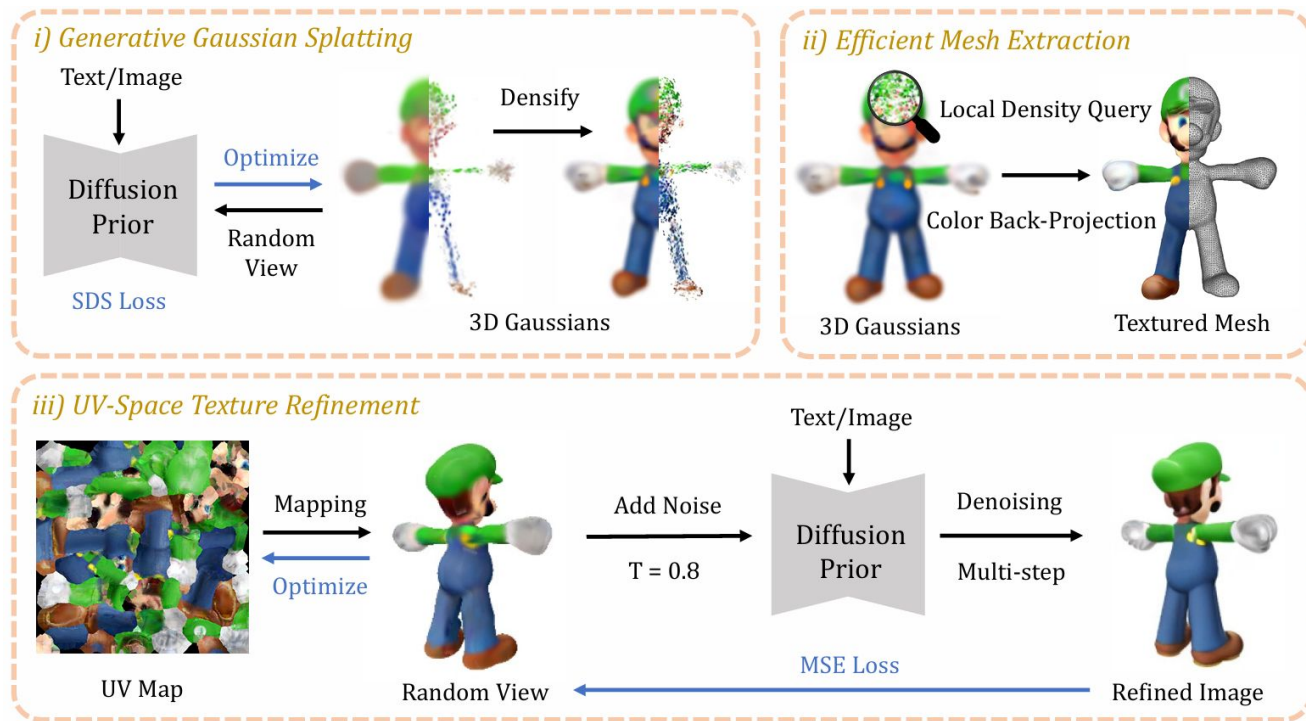 i) Generative Gaussian Splatting
Text/Image
Diffusion
Prior
SDS Loss
Optimize
Random
View
Densify
3D Gaussians
ii) Efficient Mesh Extraction
Local Density Query
Color Back-Projection
3D Gaussians
Textured Mesh
iii) UV-Space Texture Refinement
UV Map
Mapping
Optimize
Random View
Add Noise
T = 0.8
Text/Image
Diffusion
Prior
Denoising
Multi-step
MSE Loss
Refined Image